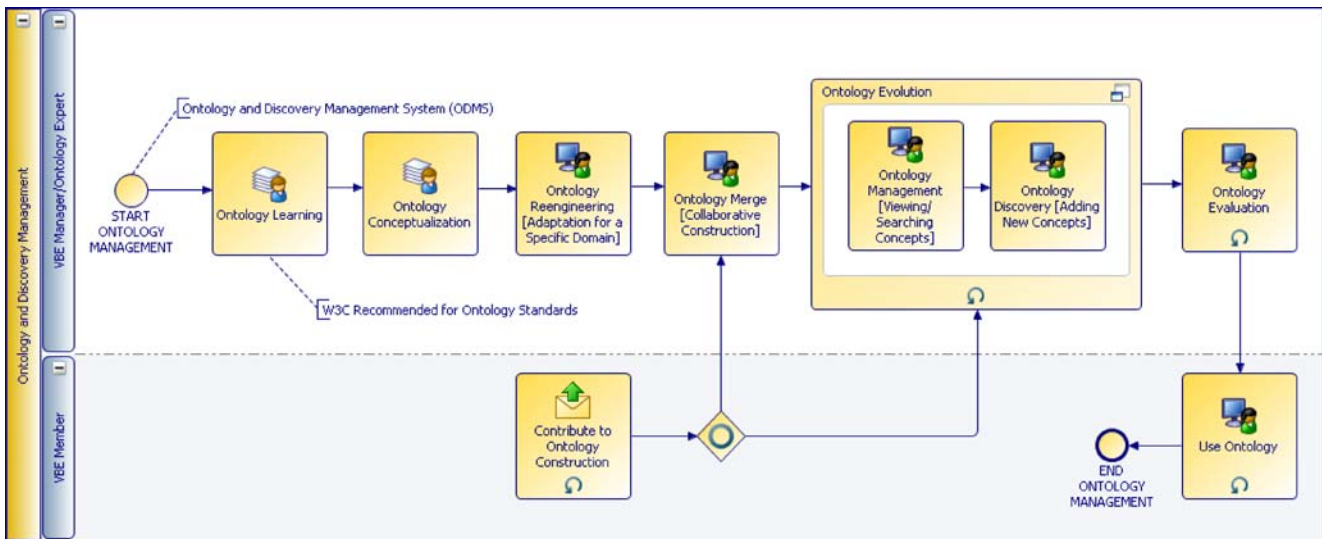 Ontology and Discovery Management
VBE Manager/Ontology Expert
Ontology and Discovery Management System (ODMS)
START
ONTOLOGY
MANAGEMENT
Ontology Learning
W3C Recommended for Ontology Standards
Ontology
Conceptualization
Ontology
Reengineering
[Adaptation for a
Specific Domain]
Ontology Merge
[Collaborative
Construction]
Ontology Evolution
Ontology
Management
[Viewing/
Searching
Concepts]
Ontology
Discovery [Adding
New Concepts]
Ontology
Evaluation
VBE Member
Contribute to
Ontology
Construction
Use Ontology
END
ONTOLOGY
MANAGEMENT